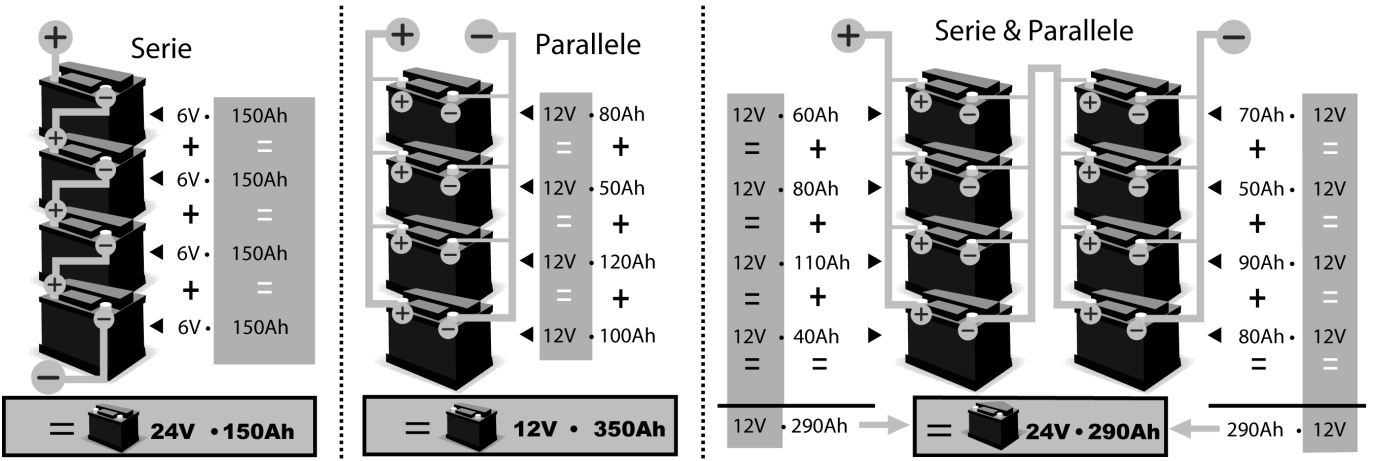 Serie
6V · 150Ah
+ =
6V · 150Ah
+ =
6V · 150Ah
+ =
6V · 150Ah
= 24V · 150Ah
Parallele
12V · 80Ah
= +
12V · 50Ah
= +
12V · 120Ah
= +
12V · 100Ah
= 12V · 350Ah
Serie & Parallele
12V · 60Ah
= +
12V · 80Ah
= +
12V · 110Ah
= +
12V · 40Ah
= =
12V · 290Ah
70Ah · 12V
+ =
50Ah · 12V
+ =
90Ah · 12V
+ =
80Ah · 12V
= =
290Ah · 12V
= 24V · 290Ah